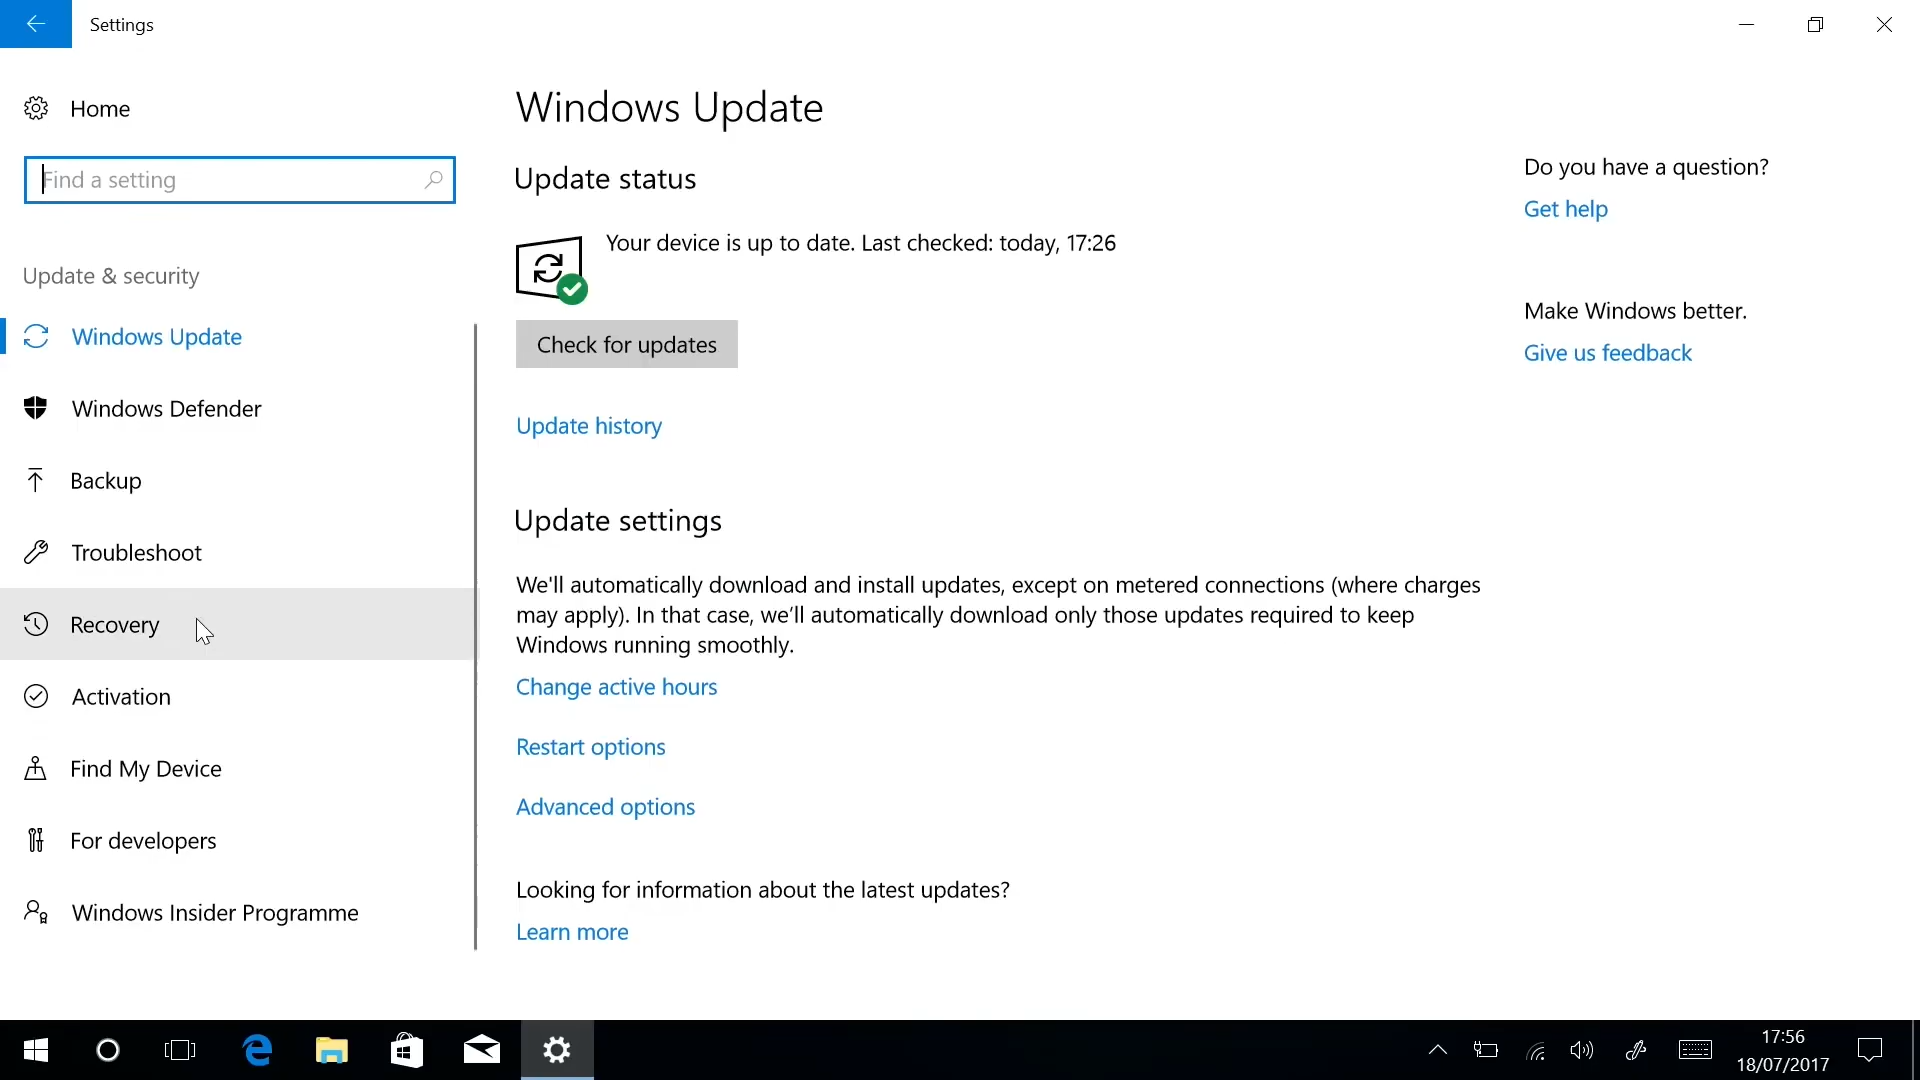 Settings
Home
Find a setting
Update & security
Windows Update
Windows Defender
Backup
Troubleshoot
Recovery
Activation
Find My Device
For developers
Windows Insider Programme
Windows Update
Update status
Your device is up to date. Last checked: today, 17:26
Check for updates
Update history
Update settings
We'll automatically download and install updates, except on metered connections (where charges
may apply). In that case, we'll automatically download only those updates required to keep
Windows running smoothly.
Change active hours
Restart options
Advanced options
Looking for information about the latest updates?
Learn more
Do you have a question?
Get help
Make Windows better.
Give us feedback
17:56
18/07/2017